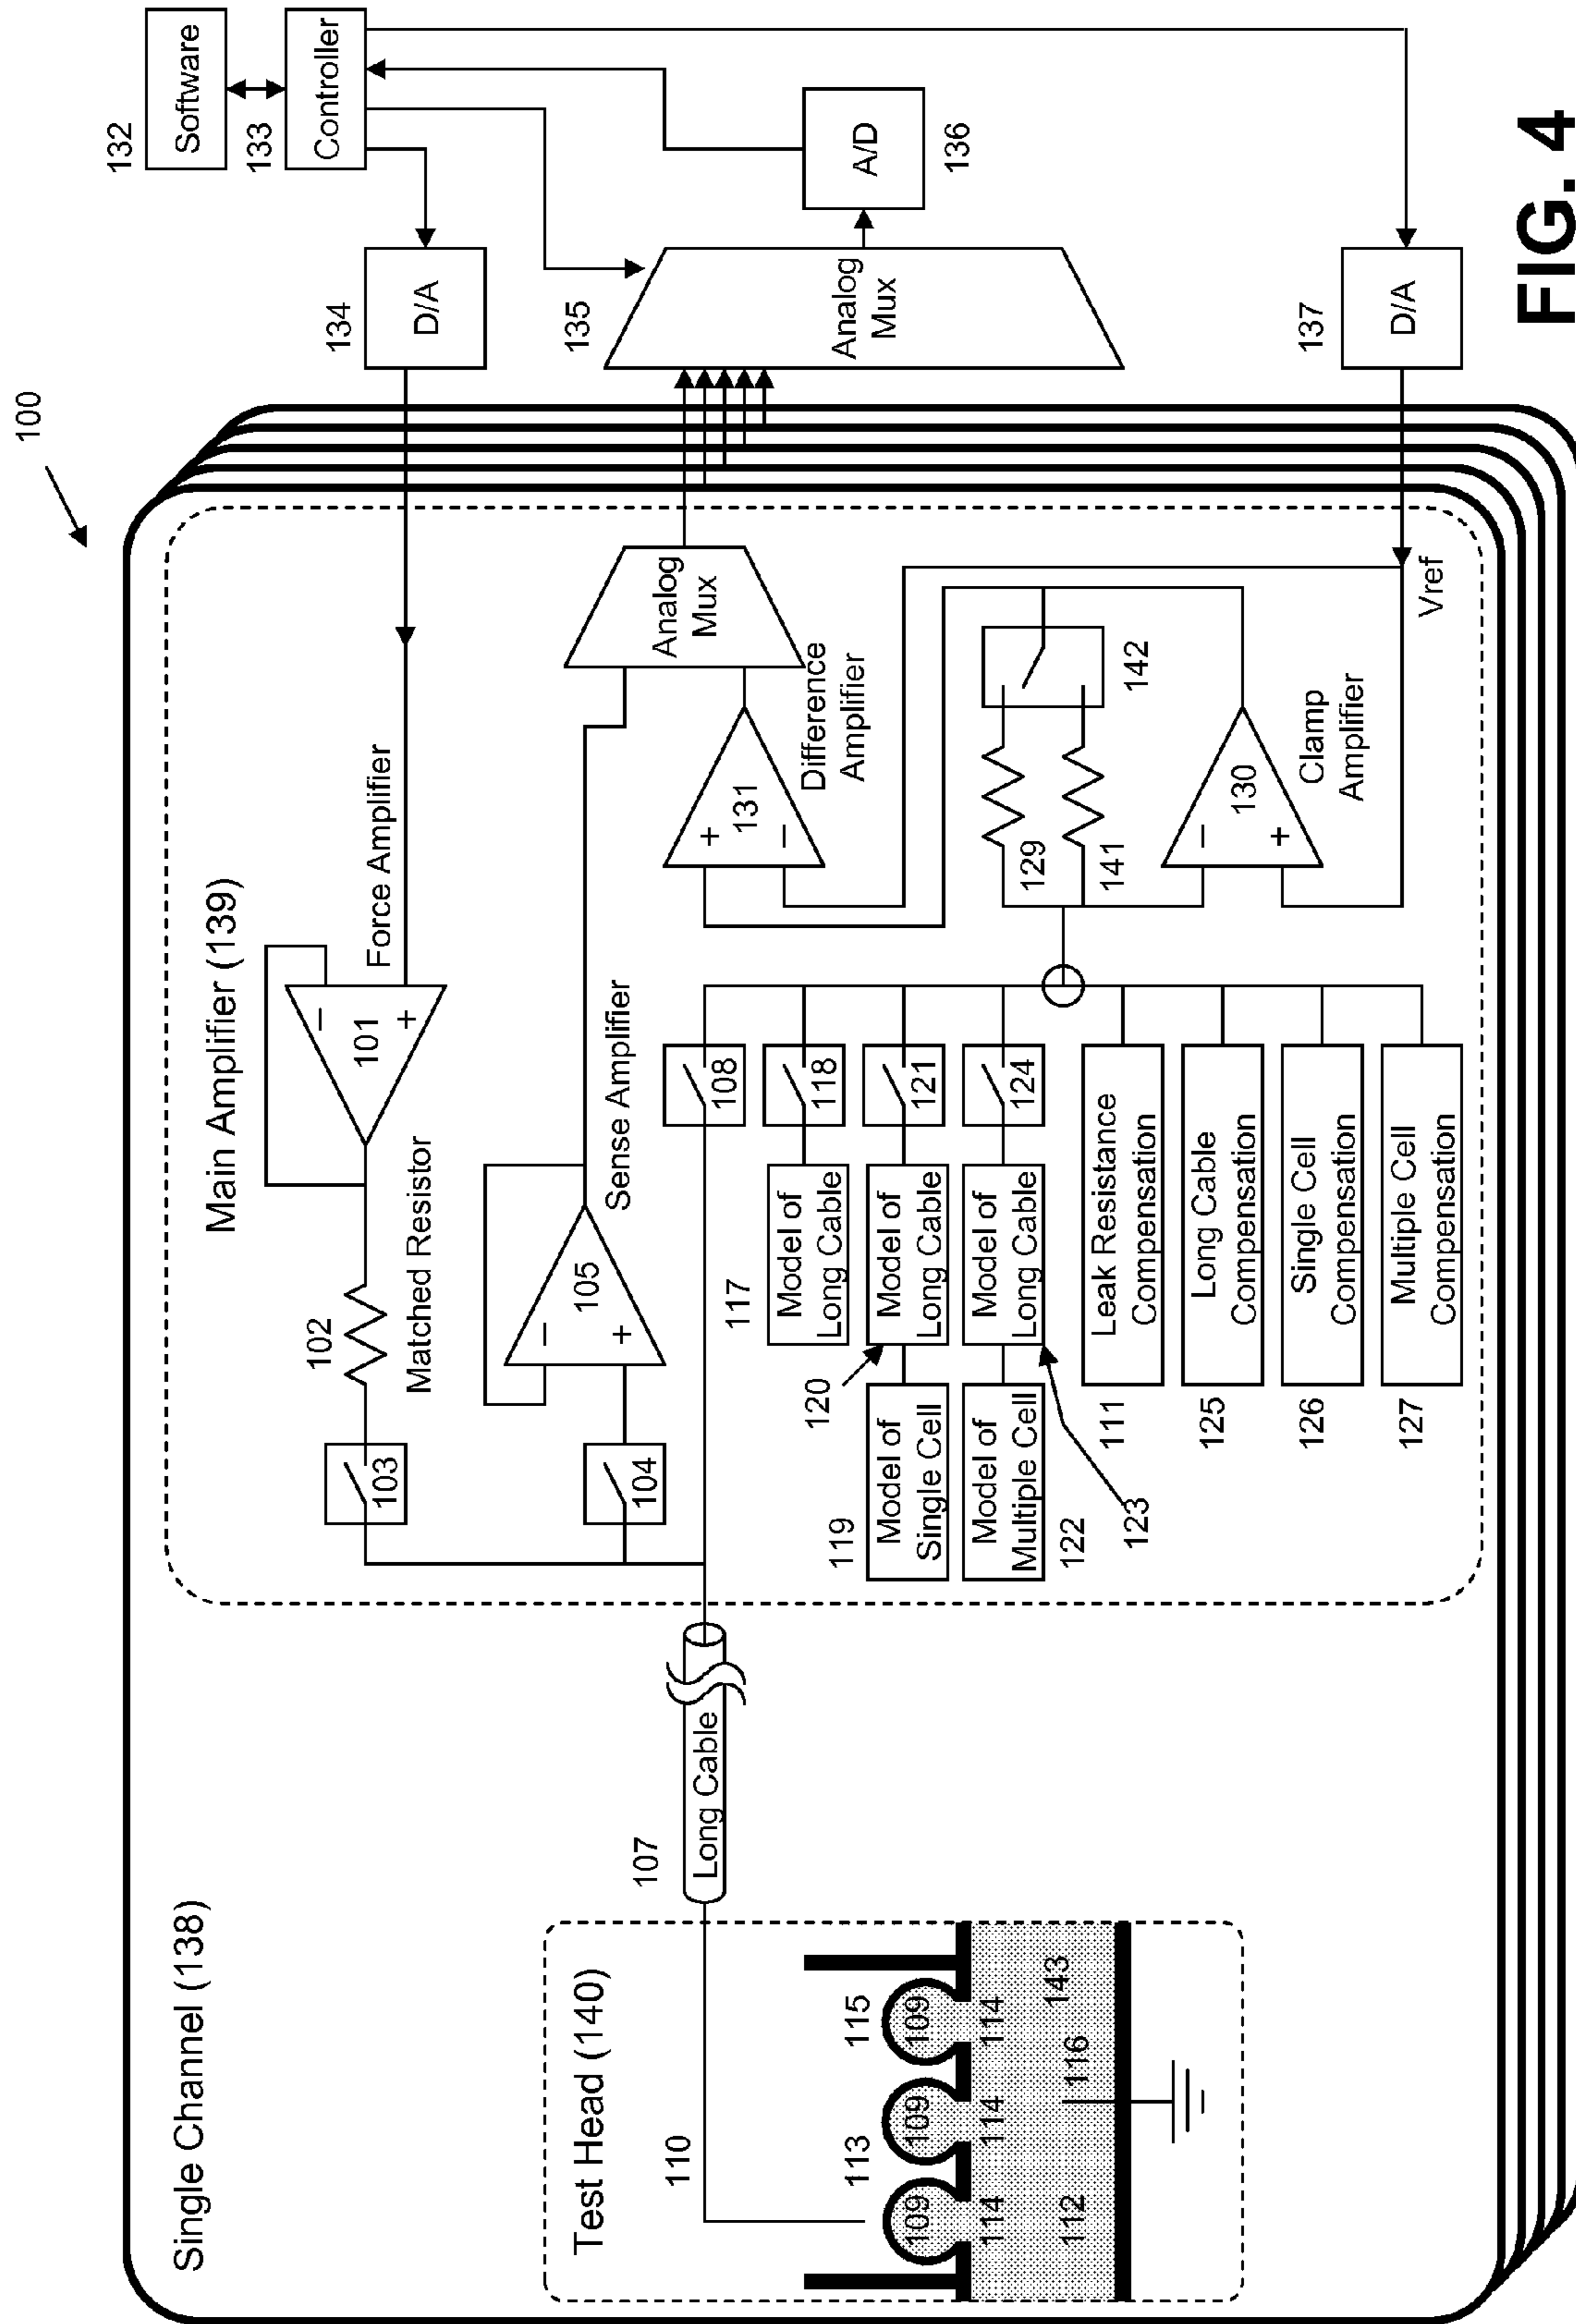 100
Single Channel (138)
Main Amplifier (139)
Test Head (140)
132
Software
133
Controller
134
D/A
135
Analog
Mux
A/D
136
137
D/A
Force Amplifier
101
−
+
102
Matched Resistor
103
Sense Amplifier
105
−
+
104
Analog
Mux
131
+
−
Difference
Amplifier
142
129
141
130
−
+
Clamp
Amplifier
Vref
108
118
121
124
117
Model of
Long Cable
120
Model of
Long Cable
Model of
Long Cable
119
Model of
Single Cell
Model of
Multiple Cell
122
123
Leak Resistance
Compensation
111
Long Cable
Compensation
125
Single Cell
Compensation
126
Multiple Cell
Compensation
127
107
Long Cable
110
113
115
109
109
109
114
114
114
112
116
143
FIG. 4